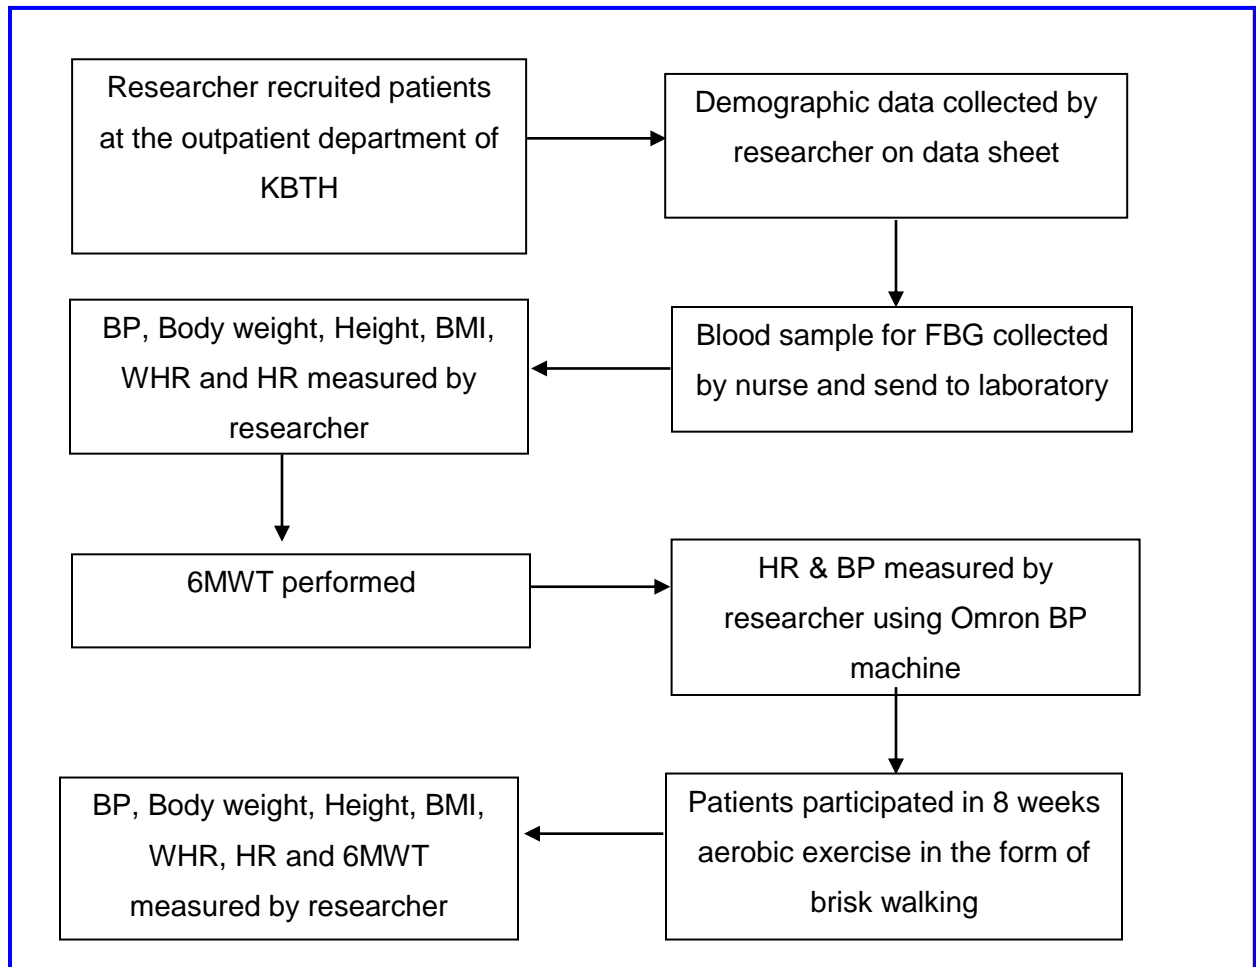 Researcher recruited patients
at the outpatient department of
KBTH
Demographic data collected by
researcher on data sheet
Blood sample for FBG collected
by nurse and send to laboratory
BP, Body weight, Height, BMI,
WHR and HR measured by
researcher
6MWT performed
HR & BP measured by
researcher using Omron BP
machine
Patients participated in 8 weeks
aerobic exercise in the form of
brisk walking
BP, Body weight, Height, BMI,
WHR, HR and 6MWT
measured by researcher